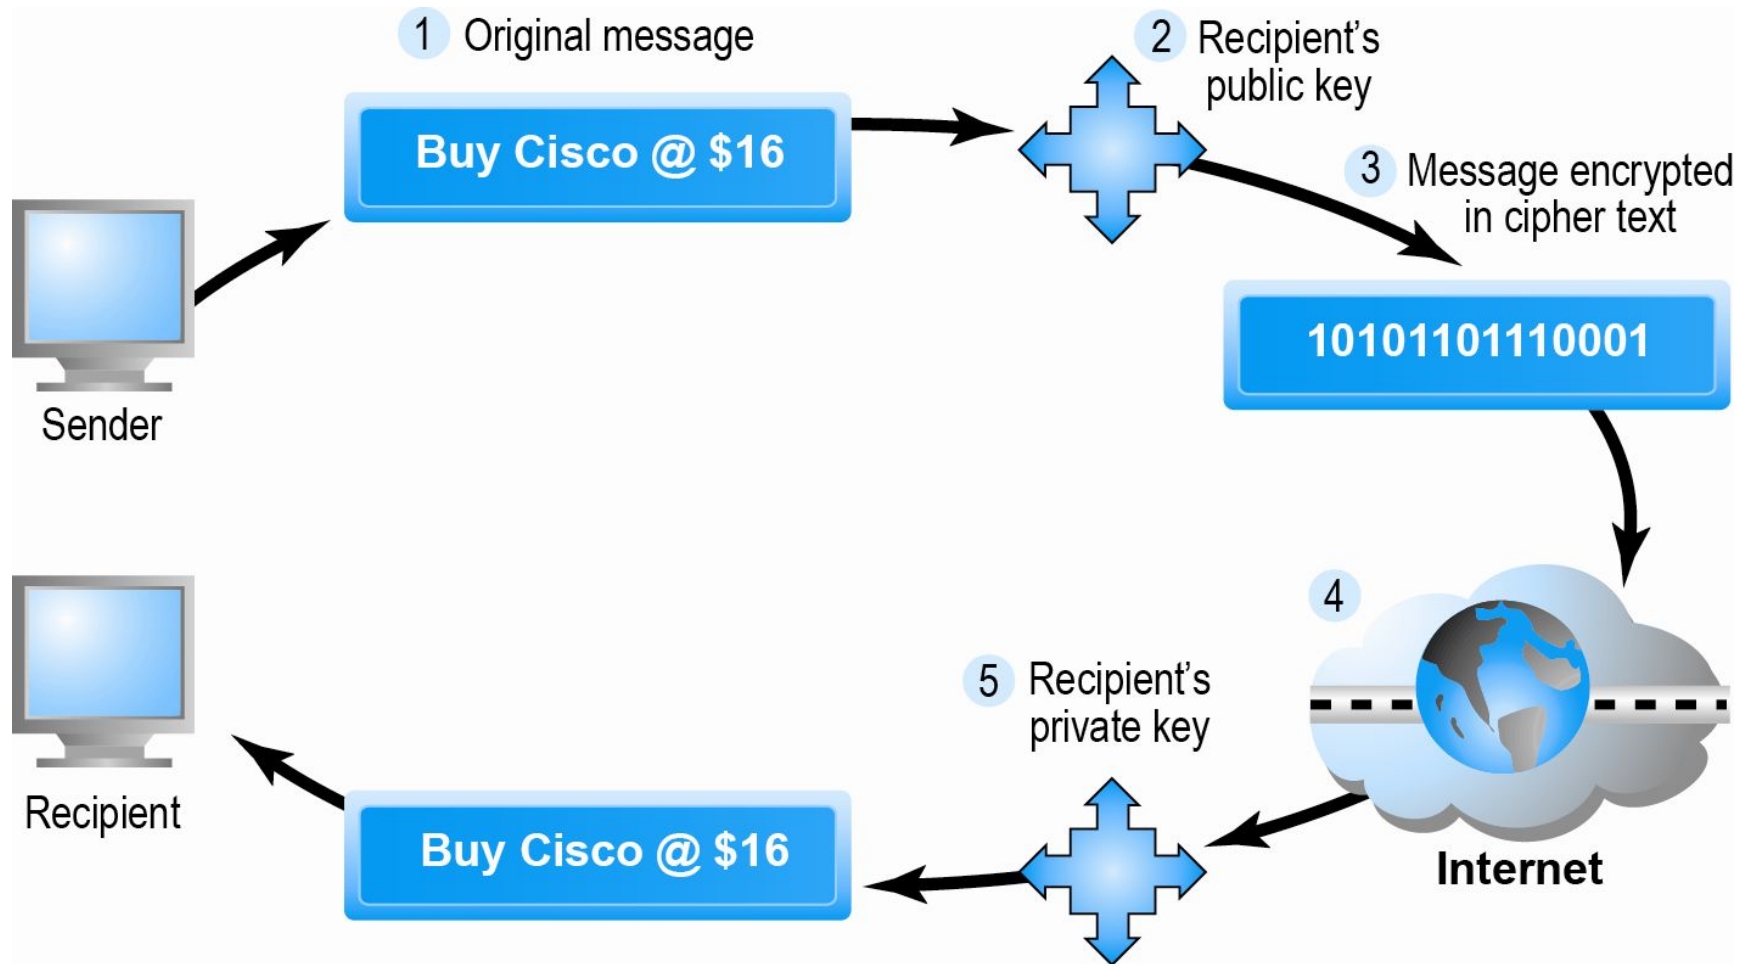 1 Original message
Buy Cisco @ $16
2 Recipient's
public key
3 Message encrypted
in cipher text
10101101110001
Sender
4
Internet
5 Recipient's
private key
Buy Cisco @ $16
Recipient